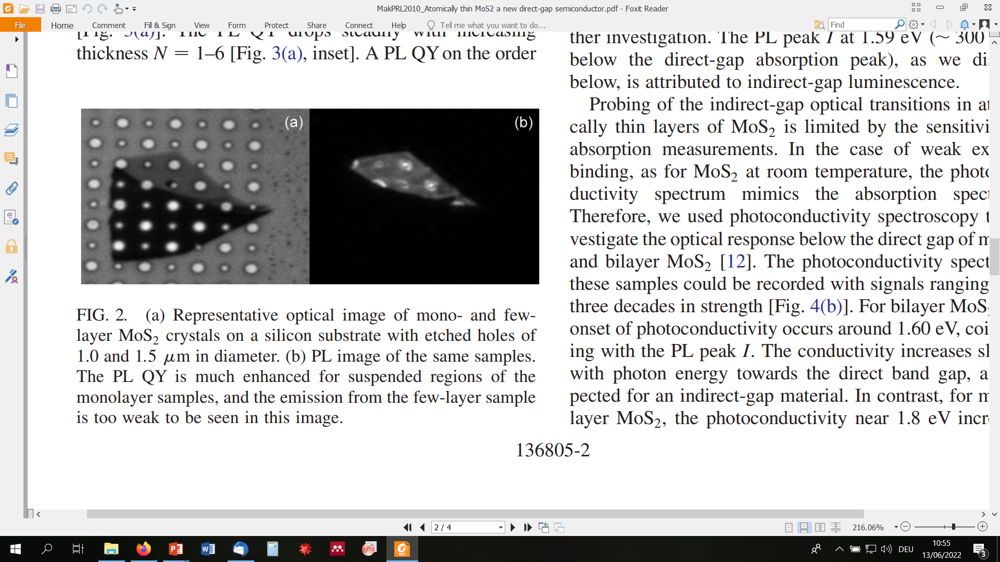 MakPRL2010_Atomically thin MoS2 a new direct-gap semiconductor.pdf - Foxit Reader
File Home Comment Fill & Sign View Form Protect Share Connect Help Tell me what you want to do... Find
[Fig. 3(a)]. The PL QY drops steadily with increasing
thickness N = 1–6 [Fig. 3(a), inset]. A PL QY on the order
(a) (b)
FIG. 2. (a) Representative optical image of mono- and few-
layer MoS2 crystals on a silicon substrate with etched holes of
1.0 and 1.5 μm in diameter. (b) PL image of the same samples.
The PL QY is much enhanced for suspended regions of the
monolayer samples, and the emission from the few-layer sample
is too weak to be seen in this image.
ther investigation. The PL peak I at 1.59 eV (~ 300
below the direct-gap absorption peak), as we di
below, is attributed to indirect-gap luminescence.
Probing of the indirect-gap optical transitions in at
cally thin layers of MoS2 is limited by the sensitivi
absorption measurements. In the case of weak ex
binding, as for MoS2 at room temperature, the photo
ductivity spectrum mimics the absorption spect
Therefore, we used photoconductivity spectroscopy t
vestigate the optical response below the direct gap of m
and bilayer MoS2 [12]. The photoconductivity spect
these samples could be recorded with signals ranging
three decades in strength [Fig. 4(b)]. For bilayer MoS
onset of photoconductivity occurs around 1.60 eV, coi
ing with the PL peak I. The conductivity increases sl
with photon energy towards the direct band gap, a
pected for an indirect-gap material. In contrast, for m
layer MoS2, the photoconductivity near 1.8 eV incr
136805-2
2 / 4
216.06%
DEU
10:55
13/06/2022
3